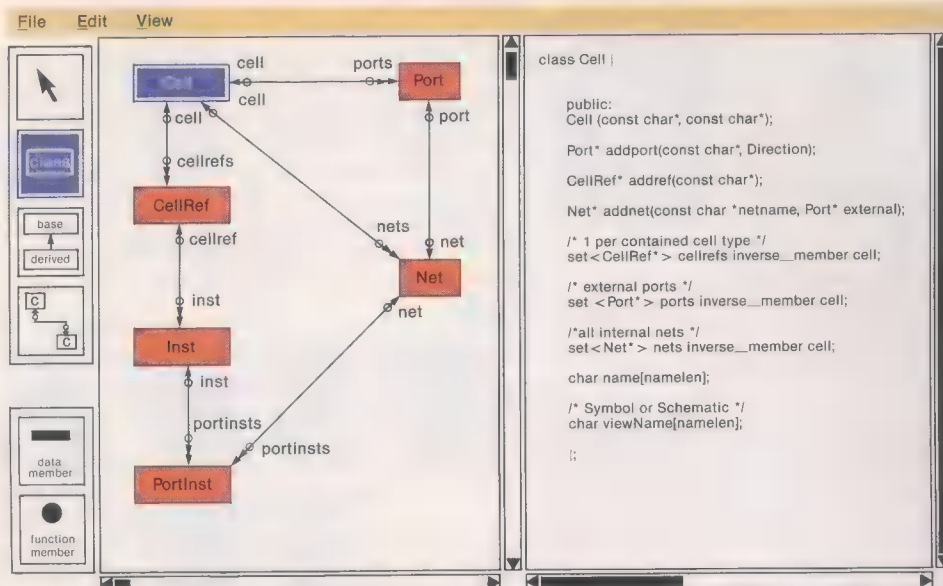 File Edit View
class
base
derived
C
C
data
member
function
member
cell
ports
Cell
Port
cell
cell
port
cellrefs
CellRef
nets
cellref
net
Net
inst
net
Inst
inst
portinsts
portinsts
PortInst
class Cell {
public:
Cell (const char*, const char*);
Port* addport(const char*, Direction);
CellRef* addref(const char*);
Net* addnet(const char *netname, Port* external);
/* 1 per contained cell type */
set<CellRef*> cellrefs inverse__member cell;
/* external ports */
set <Port*> ports inverse__member cell;
/*all internal nets */
set<Net*> nets inverse__member cell;
char name[namelen];
/* Symbol or Schematic */
char viewName[namelen];
};